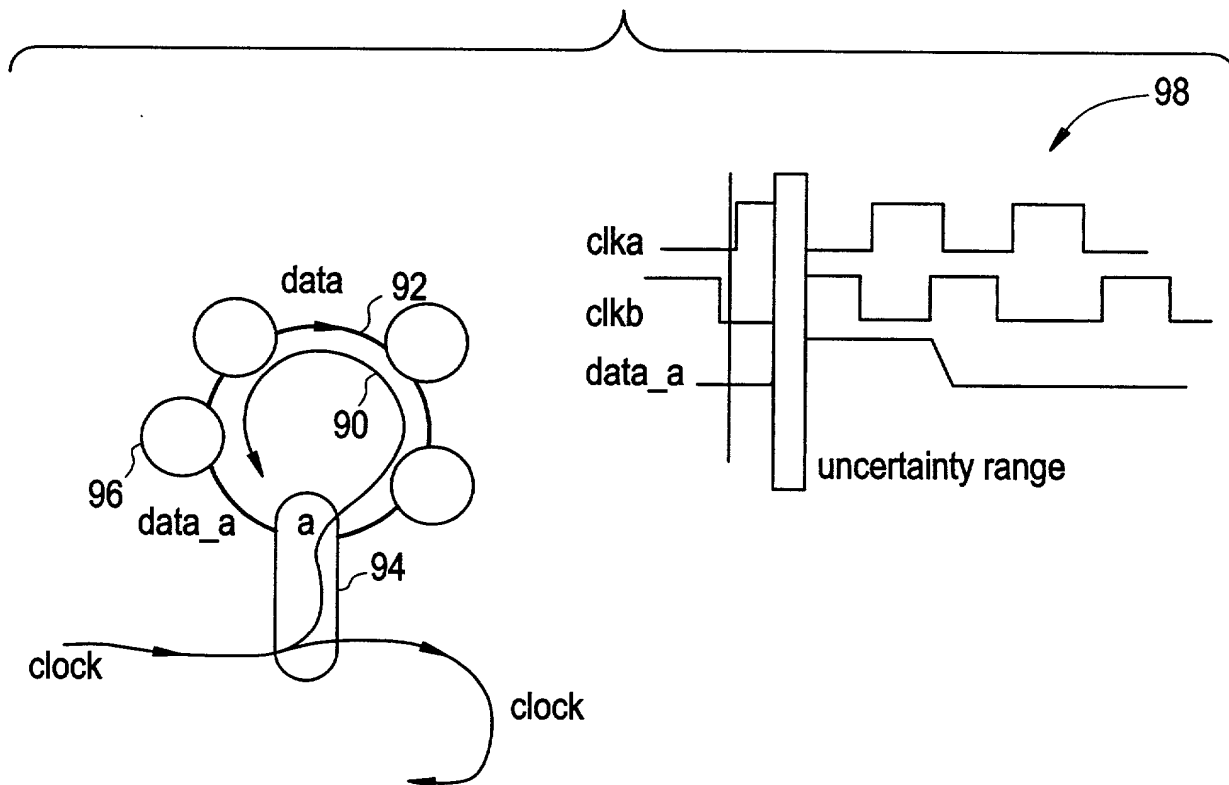 98
clka
data
92
clkb
data_a
90
uncertainty range
96
data_a
a
94
clock
clock